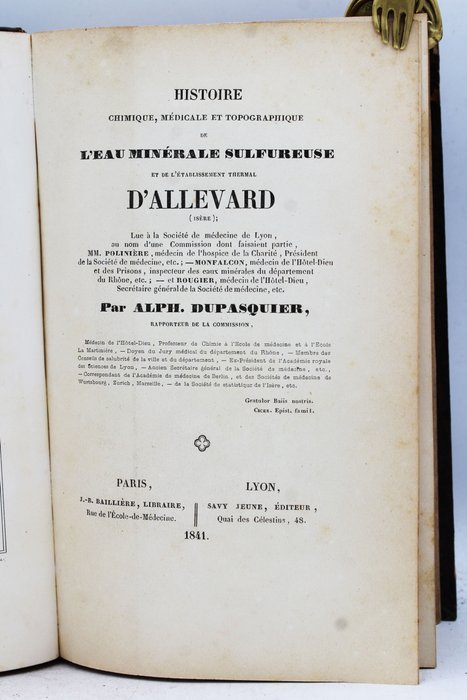 HISTOIRE
CHIMIQUE, MÉDICALE ET TOPOGRAPHIQUE
DE
L'EAU MINÉRALE SULFUREUSE
ET DE L'ÉTABLISSEMENT THERMAL
D'ALLEVARD
(ISÈRE);
Lue à la Société de médecine de Lyon,
au nom d'une Commission dont faisaient partie,
MM. POLINIÈRE, médecin de l'hospice de la Charité, Président
de la Société de médecine, etc.; — MONFALCON, médecin de l'Hôtel-Dieu
et des Prisons, inspecteur des eaux minérales du département
du Rhône, etc.; — et ROUGIER, médecin de l'Hôtel-Dieu,
Secrétaire général de la Société de médecine, etc.
Par ALPH. DUPASQUIER,
RAPPORTEUR DE LA COMMISSION,
Médecin de l'Hôtel-Dieu, Professeur de Chimie à l'École de médecine et à l'École
La Martinière, — Doyen du Jury médical du département du Rhône, — Membre des
Conseils de salubrité de la ville et du département, — Ex-Président de l'Académie royale
des Sciences de Lyon, — Ancien Secrétaire général de la Société de médecine, etc.,
— Correspondant de l'Académie de médecine de Berlin, et des Sociétés de médecine de
Wurtzbourg, Zurich, Marseille, — de la Société de statistique de l'Isère, etc.
Gratulor Baiis nostris.
CICER. Epist. famil.
PARIS,
J.-B. BAILLIÈRE, LIBRAIRE,
Rue de l'École-de-Médecine.
LYON,
SAVY JEUNE, ÉDITEUR,
Quai des Célestins, 48.
1841.